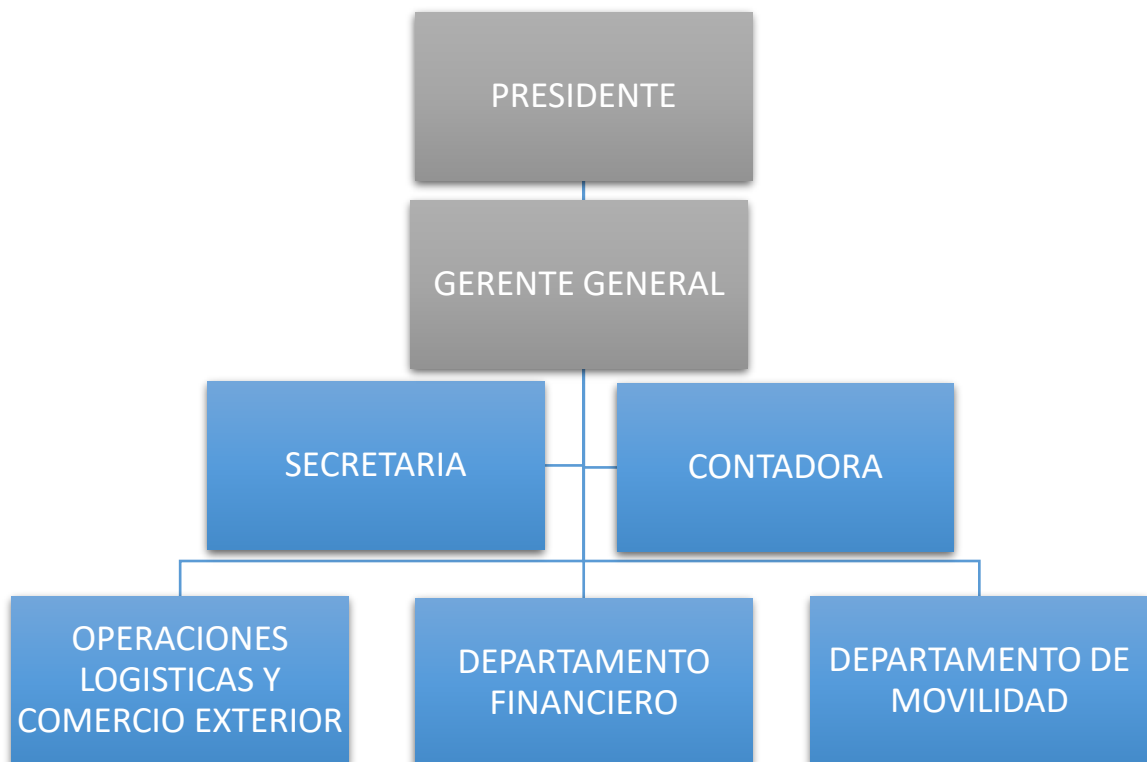 PRESIDENTE
GERENTE GENERAL
SECRETARIA
CONTADORA
OPERACIONES
LOGISTICAS Y
COMERCIO EXTERIOR
DEPARTAMENTO
FINANCIERO
DEPARTAMENTO DE
MOVILIDAD